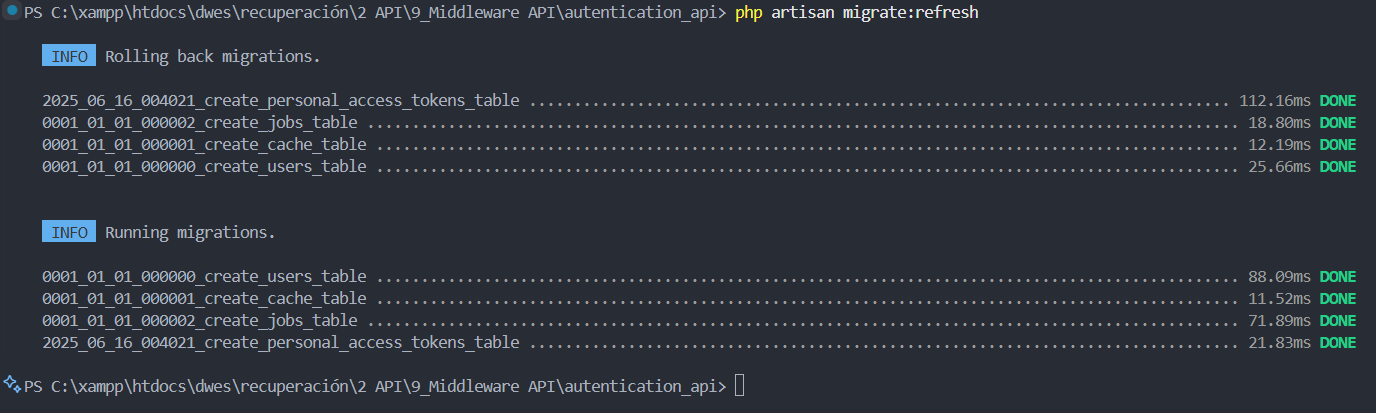 PS C:\xampp\htdocs\dwes\recuperación\2 API\9_Middleware API\autentication_api> php artisan migrate:refresh
INFO Rolling back migrations.
2025_06_16_004021_create_personal_access_tokens_table .............................................................................. 112.16ms DONE
0001_01_01_000002_create_jobs_table ................................................................................................. 18.80ms DONE
0001_01_01_000001_create_cache_table ................................................................................................ 12.19ms DONE
0001_01_01_000000_create_users_table ................................................................................................ 25.66ms DONE
INFO Running migrations.
0001_01_01_000000_create_users_table ................................................................................................ 88.09ms DONE
0001_01_01_000001_create_cache_table ................................................................................................ 11.52ms DONE
0001_01_01_000002_create_jobs_table ................................................................................................. 71.89ms DONE
2025_06_16_004021_create_personal_access_tokens_table ............................................................................... 21.83ms DONE
PS C:\xampp\htdocs\dwes\recuperación\2 API\9_Middleware API\autentication_api>